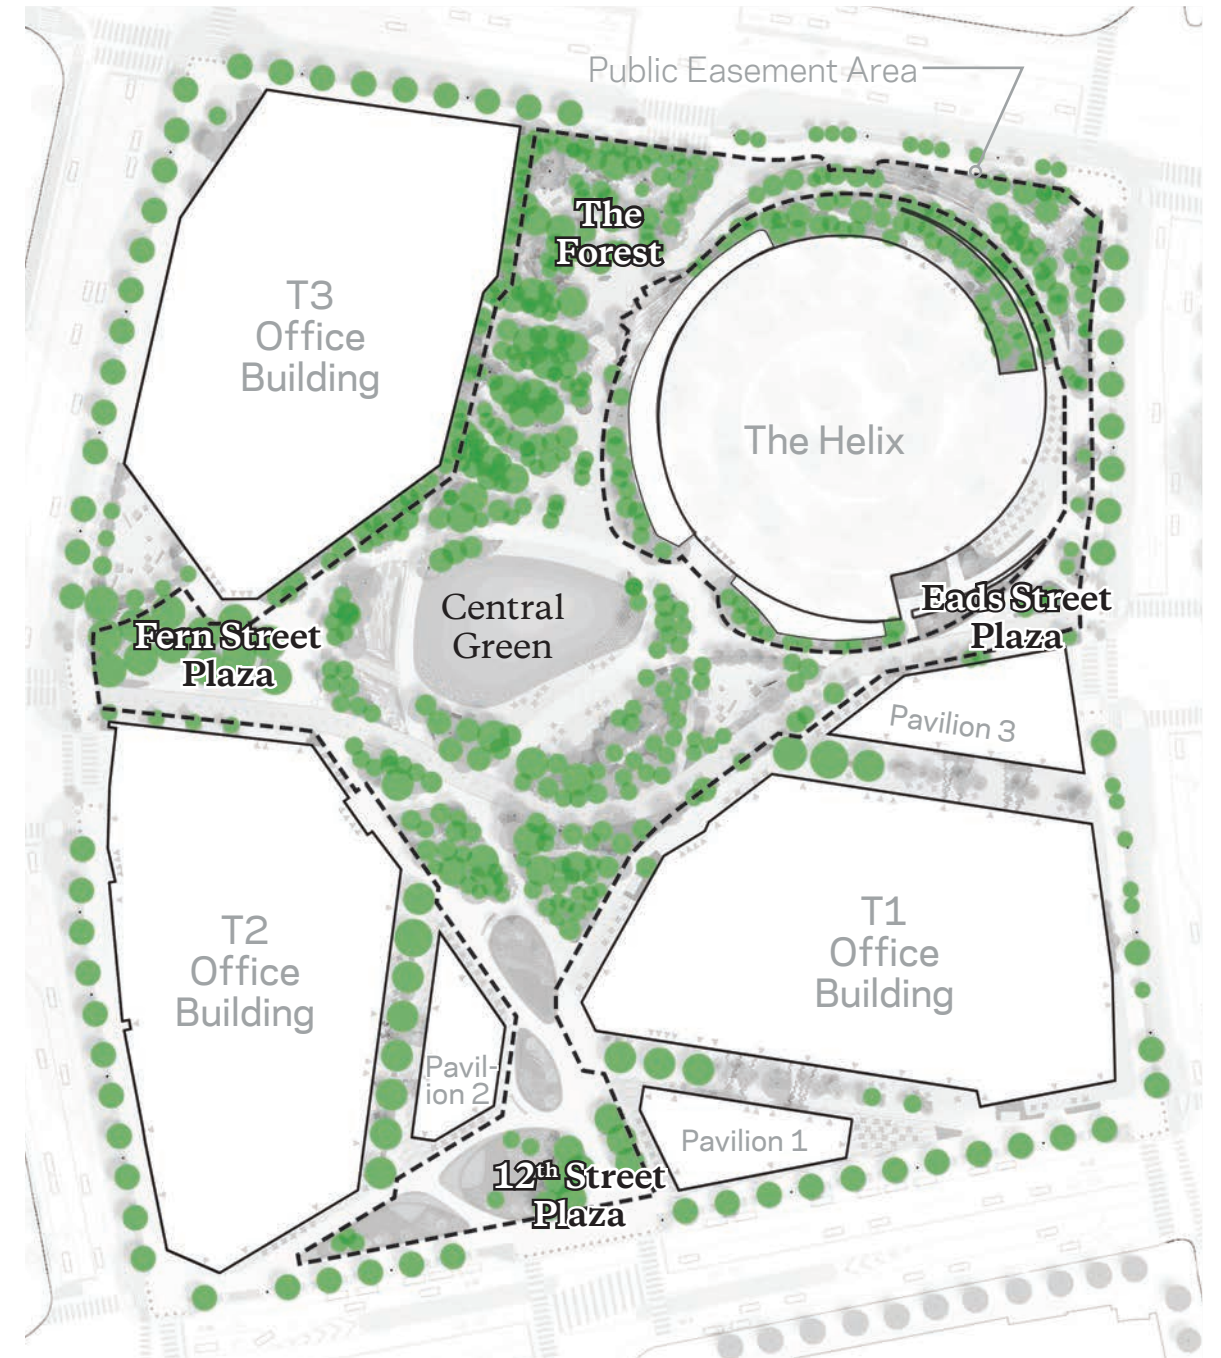 Public Easement Area
The
Forest
T3
Office
Building
The Helix
Central
Green
Eads Street
Plaza
Fern Street
Plaza
Pavilion 3
T2
Office
Building
T1
Office
Building
Pavil-
ion 2
Pavilion 1
12th Street
Plaza